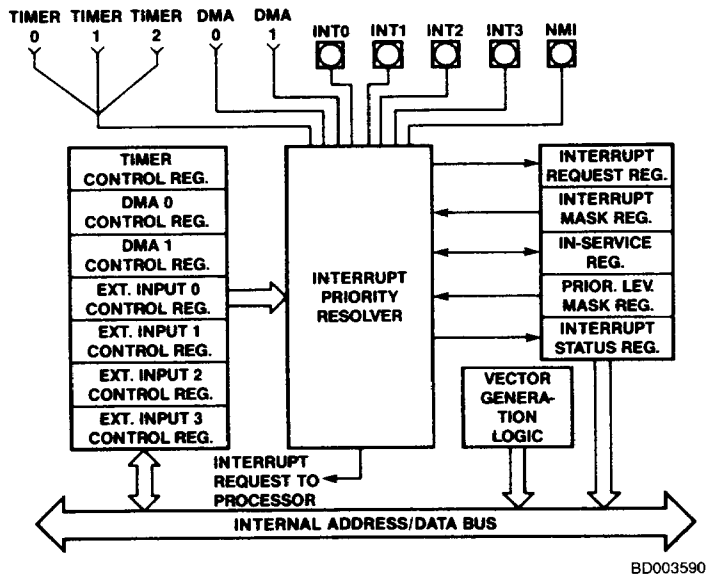 TIMER TIMER TIMER DMA DMA
0 1 2 0 1
INT0 INT1 INT2 INT3 NMI
TIMER
CONTROL REG.
DMA 0
CONTROL REG.
DMA 1
CONTROL REG.
EXT. INPUT 0
CONTROL REG.
EXT. INPUT 1
CONTROL REG.
EXT. INPUT 2
CONTROL REG.
EXT. INPUT 3
CONTROL REG.
INTERRUPT
PRIORITY
RESOLVER
INTERRUPT
REQUEST REG.
INTERRUPT
MASK REG.
IN-SERVICE
REG.
PRIOR. LEV.
MASK REG.
INTERRUPT
STATUS REG.
VECTOR
GENERA-
TION
LOGIC
INTERRUPT
REQUEST TO
PROCESSOR
INTERNAL ADDRESS/DATA BUS
BD003590